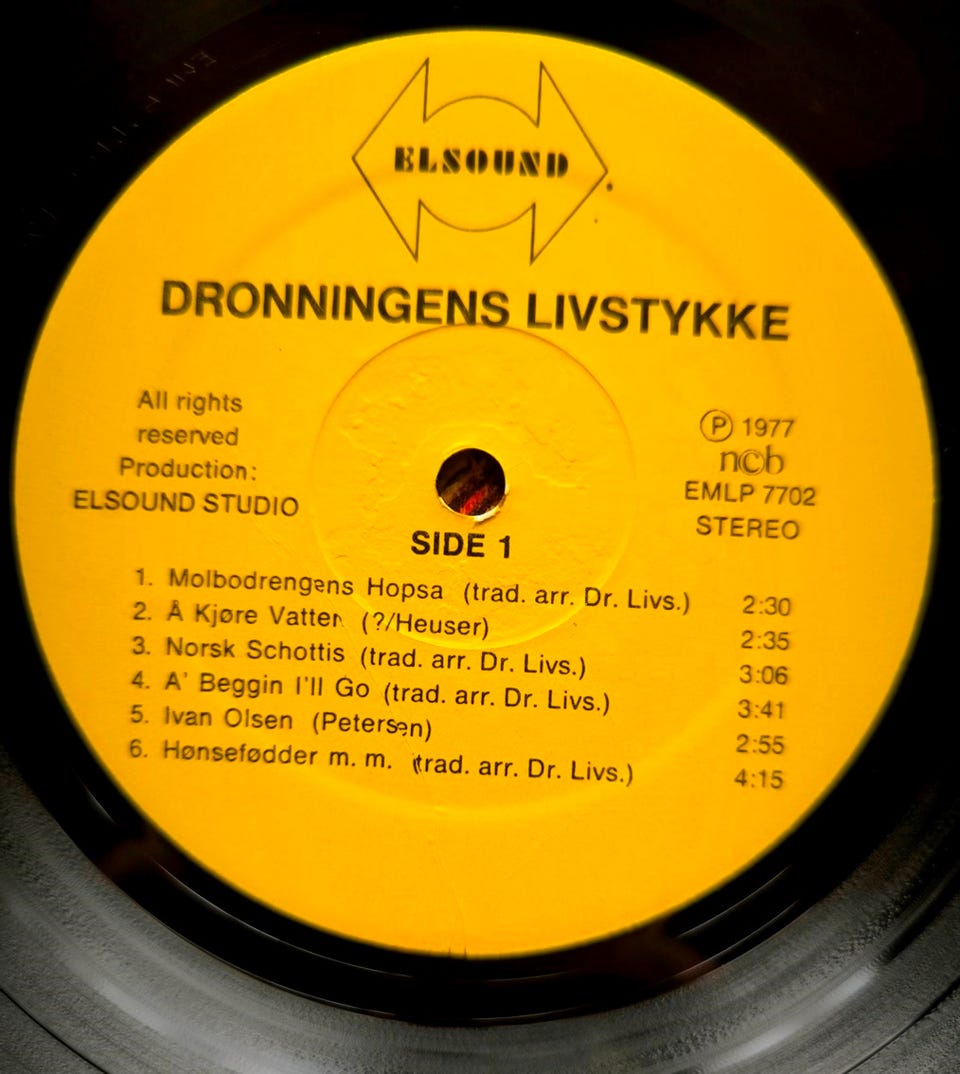 ELSOUND
DRONNINGENS LIVSTYKKE
All rights
reserved
Production:
ELSOUND STUDIO
Ⓟ 1977
ncb
EMLP 7702
STEREO
SIDE 1
1. Molbodrengens Hopsa (trad. arr. Dr. Livs.) 2:30
2. Å Kjøre Vatten (?/Heuser) 2:35
3. Norsk Schottis (trad. arr. Dr. Livs.) 3:06
4. A' Beggin I'll Go (trad. arr. Dr. Livs.) 3:41
5. Ivan Olsen (Petersen) 2:55
6. Hønsefødder m. m. (trad. arr. Dr. Livs.) 4:15